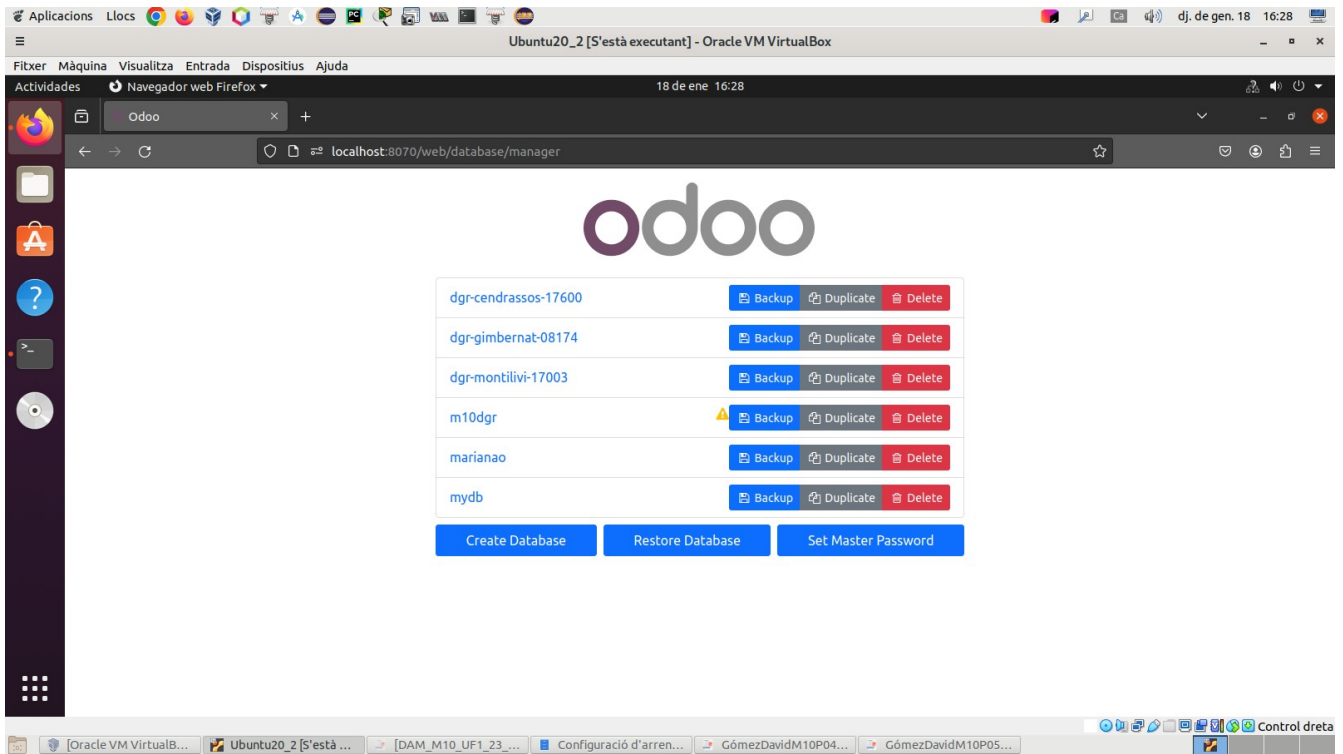 Aplicacions Llocs Ca dj. de gen. 18 16:28
Ubuntu20_2 [S'està executant] - Oracle VM VirtualBox
Fitxer Màquina Visualitza Entrada Dispositius Ajuda
Actividades Navegador web Firefox 18 de ene 16:28
Odoo
localhost:8070/web/database/manager
odoo
dgr-cendrassos-17600 Backup Duplicate Delete
dgr-gimbernat-08174 Backup Duplicate Delete
dgr-montilivi-17003 Backup Duplicate Delete
m10dgr Backup Duplicate Delete
marianao Backup Duplicate Delete
mydb Backup Duplicate Delete
Create Database Restore Database Set Master Password
Control dreta
[Oracle VM VirtualB... Ubuntu20_2 [S'està ... [DAM_M10_UF1_23_... Configuració d'arren... GómezDavidM10P04... GómezDavidM10P05...